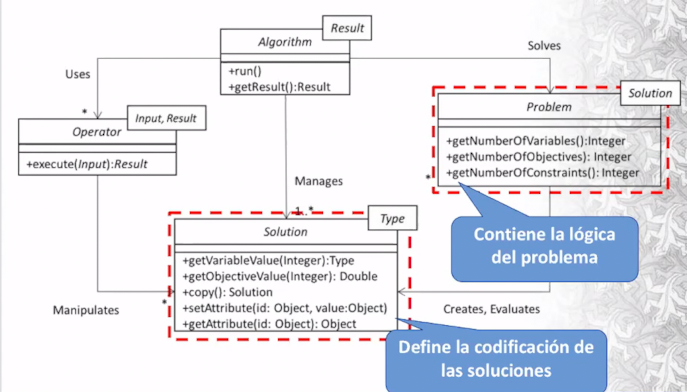 Result
Algorithm
+run()
+getResult():Result
Uses
Solves
*
Input, Result
Operator
+execute(Input):Result
Solution
Problem
+getNumberOfVariables():Integer
+getNumberOfObjectives): Integer
+getNumberOfConstraints(): Integer
*
Manages
1..*
Type
Solution
+getVariableValue(Integer):Type
+getObjectiveValue(Integer): Double
+copy(): Solution
+setAttribute(id: Object, value:Object)
+getAttribute(id: Object): Object
*
Manipulates
Creates, Evaluates
Contiene la lógica
del problema
Define la codificación de
las soluciones